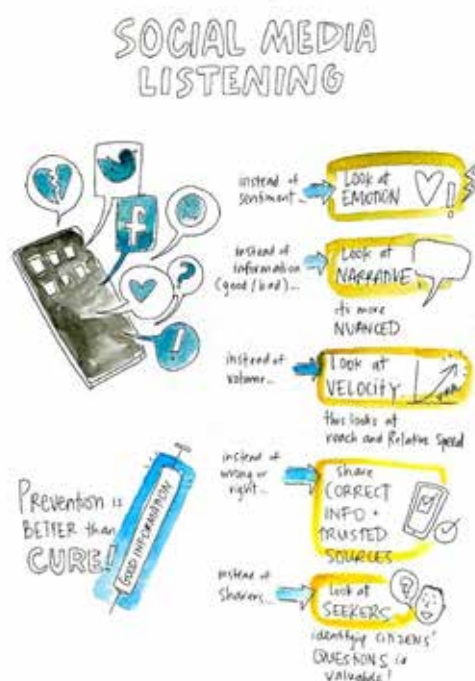 SOCIAL MEDIA
LISTENING
instead of
sentiment...
Look at
EMOTION
!
instead of
information
(good/bad)...
Look at
NARRATIVE
its more
NUANCED
instead of
volume...
Look at
VELOCITY
this looks at
reach and Relative Speed
instead of
wrong or
right...
share
CORRECT
INFO +
TRUSTED
SOURCES
instead of
sharers...
look at
SEEKERS
?
identifying citizens'
QUESTIONS is
valuable!
f
?
!
Prevention is
BETTER than
CURE!
GOOD INFORMATION